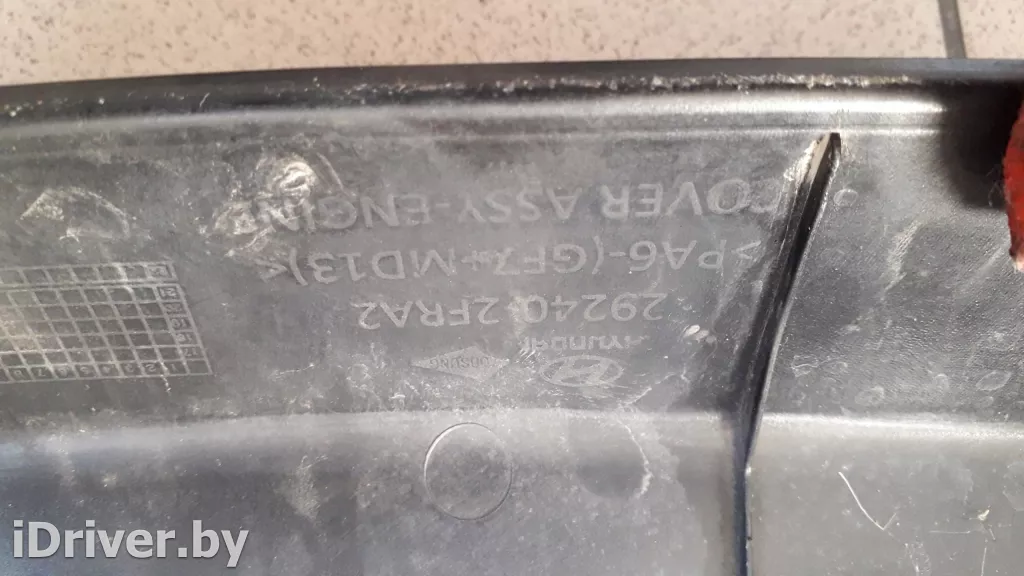 HYUNDAI
29240-2FRA2
>PA6-(GF7+MD13)<
COVER ASSY-ENGINE
iDriver.by